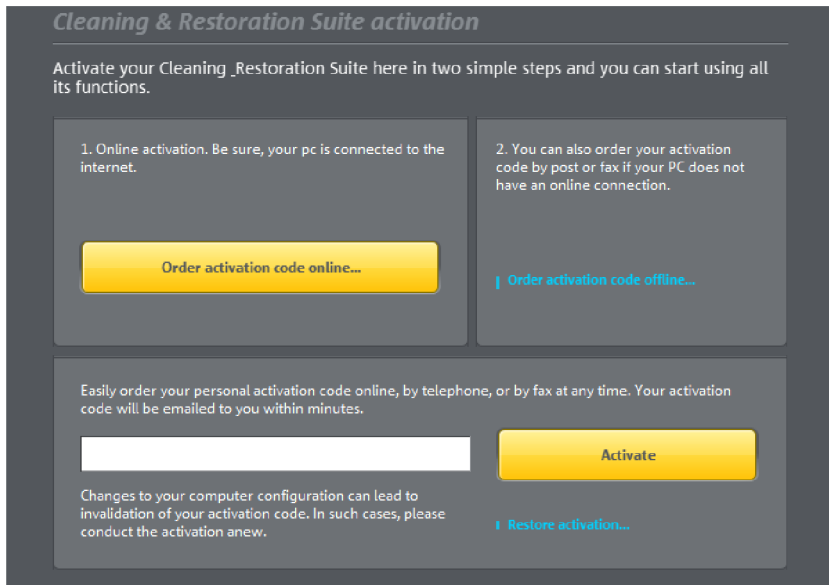 Cleaning & Restoration Suite activation
Activate your Cleaning _Restoration Suite here in two simple steps and you can start using all
its functions.
1. Online activation. Be sure, your pc is connected to the
internet.
Order activation code online...
2. You can also order your activation
code by post or fax if your PC does not
have an online connection.
Order activation code offline...
Easily order your personal activation code online, by telephone, or by fax at any time. Your activation
code will be emailed to you within minutes.
Activate
Changes to your computer configuration can lead to
invalidation of your activation code. In such cases, please
conduct the activation anew.
Restore activation...